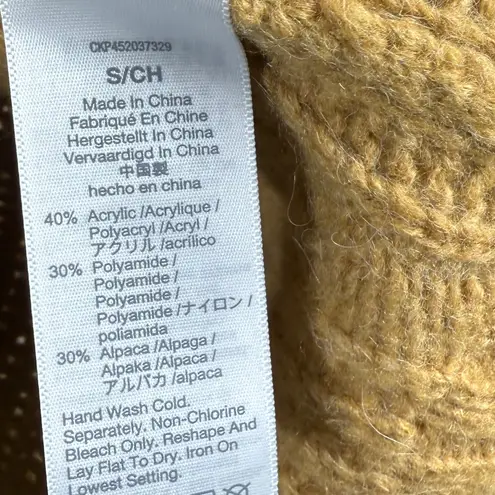 CKP452037329
S/CH
Made In China
Fabriqué En Chine
Hergestellt In China
Vervaardigd In China
中国製
hecho en china
40% Acrylic /Acrylique /
Polyacryl /Acryl /
アクリル /acrílico
30% Polyamide /
Polyamide /
Polyamide /
Polyamide /ナイロン /
poliamida
30% Alpaca /Alpaga /
Alpaka /Alpaca /
アルパカ /alpaca
Hand Wash Cold.
Separately. Non-Chlorine
Bleach Only. Reshape And
Lay Flat To Dry. Iron On
Lowest Setting.